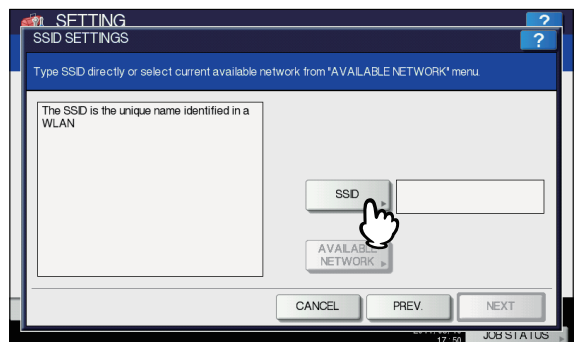 SETTING
?
SSID SETTINGS
?
Type SSID directly or select current available network from "AVAILABLE NETWORK" menu.
The SSID is the unique name identified in a
WLAN
SSID
AVAILABLE
NETWORK
CANCEL
PREV.
NEXT
17:50
JOB STATUS